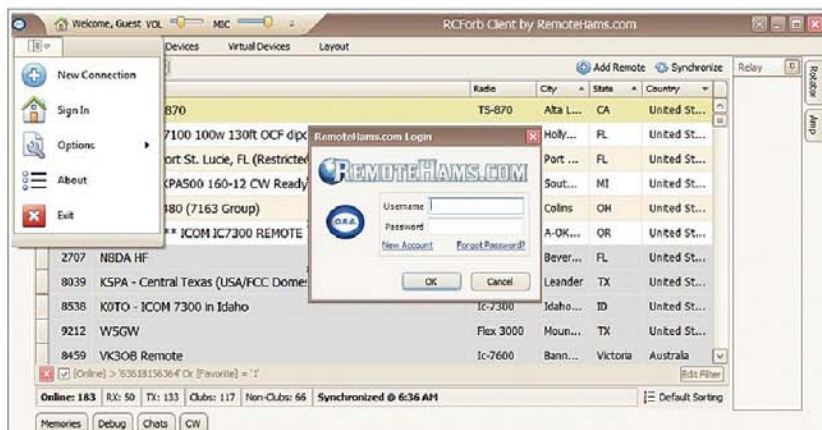 Welcome, Guest VOL MIC RCForb Client by RemoteHams.com
Devices Virtual Devices Layout
New Connection
Sign In
Options
About
Exit
Add Remote Synchronize Relay
Rotator
Amp
Radio City State Country
870 TS-870 Alta L... CA United St...
7100 100w 130ft OCF dipo Holly... FL United St...
ort St. Lucie, FL (Restricted Port ... FL United St...
KPA500 160-12 CW Ready Sout... MI United St...
480 (7163 Group) Colins OH United St...
** ICOM IC7300 REMOTE A-OK... OR United St...
2707 N8DA HF Bever... FL United St...
8039 K5PA - Central Texas (USA/FCC Dome Leander TX United St...
8538 K0TO - ICOM 7300 in Idaho Ic-7300 Idaho... ID United St...
9212 W5GW Flex 3000 Moun... TX United St...
8459 VK3OB Remote Ic-7600 Bann... Victoria Australia
RemoteHams.com Login
REMOTEHAMS.COM
O.R.B.
Username
Password
New Account Forgot Password?
OK Cancel
[Online] > '63618156364' Or [Favorite] = '1' Edit Filter
Online: 183 RX: 50 TX: 133 Clubs: 117 Non-Clubs: 66 Synchronized @ 6:36 AM Default Sorting
Memories Debug Chats CW